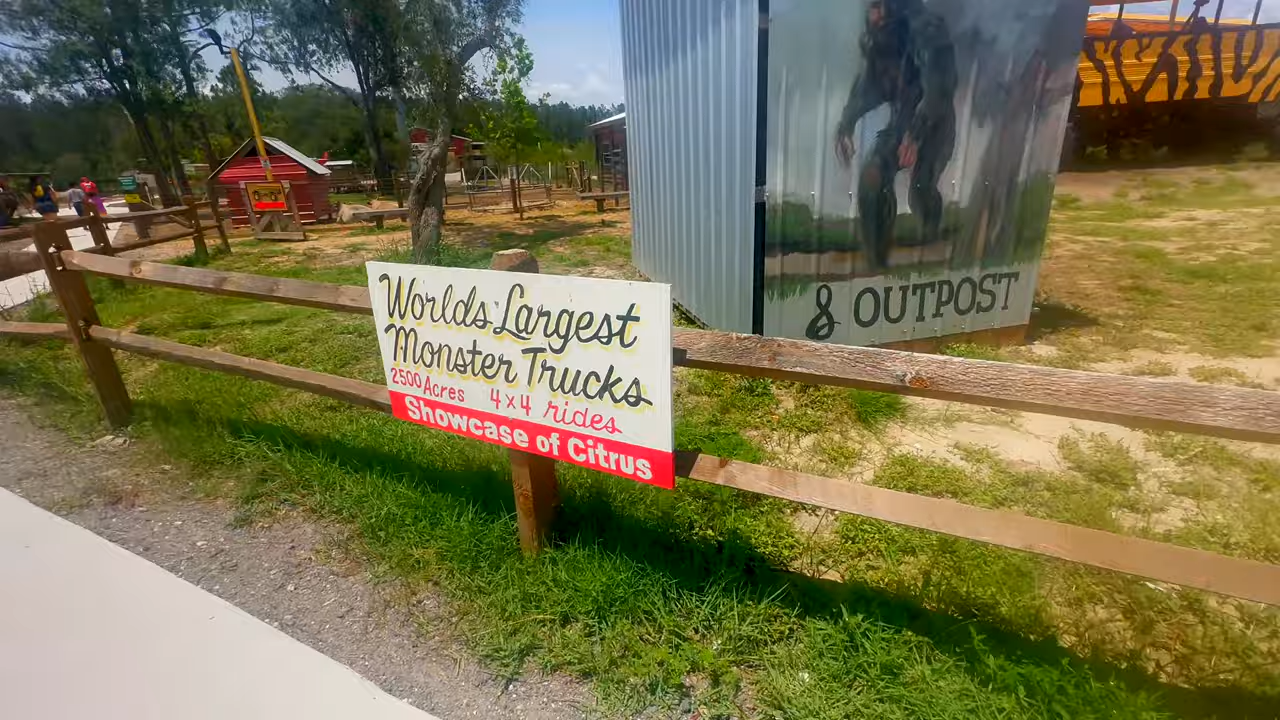 Worlds Largest
Monster Trucks
2500 Acres 4x4 rides
Showcase of Citrus
& OUTPOST